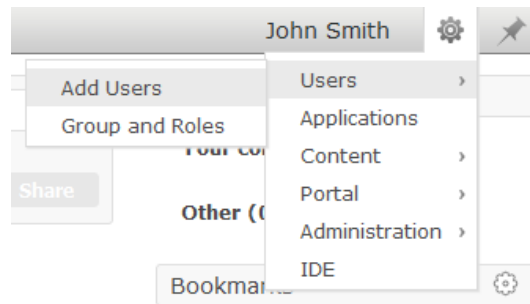 John Smith
Add Users
Group and Roles
Users
Applications
Content
Portal
Administration
IDE
Share
Other (
Bookmar